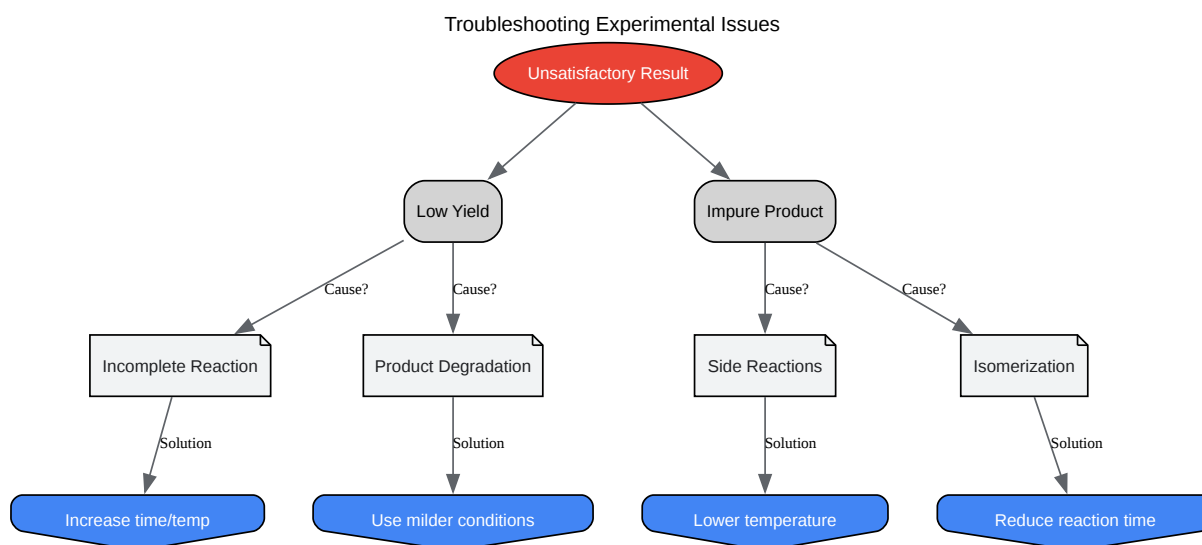 Troubleshooting Experimental Issues
Unsatisfactory Result
Low Yield
Impure Product
Cause?
Cause?
Cause?
Cause?
Incomplete Reaction
Product Degradation
Side Reactions
Isomerization
Solution
Solution
Solution
Solution
Increase time/temp
Use milder conditions
Lower temperature
Reduce reaction time